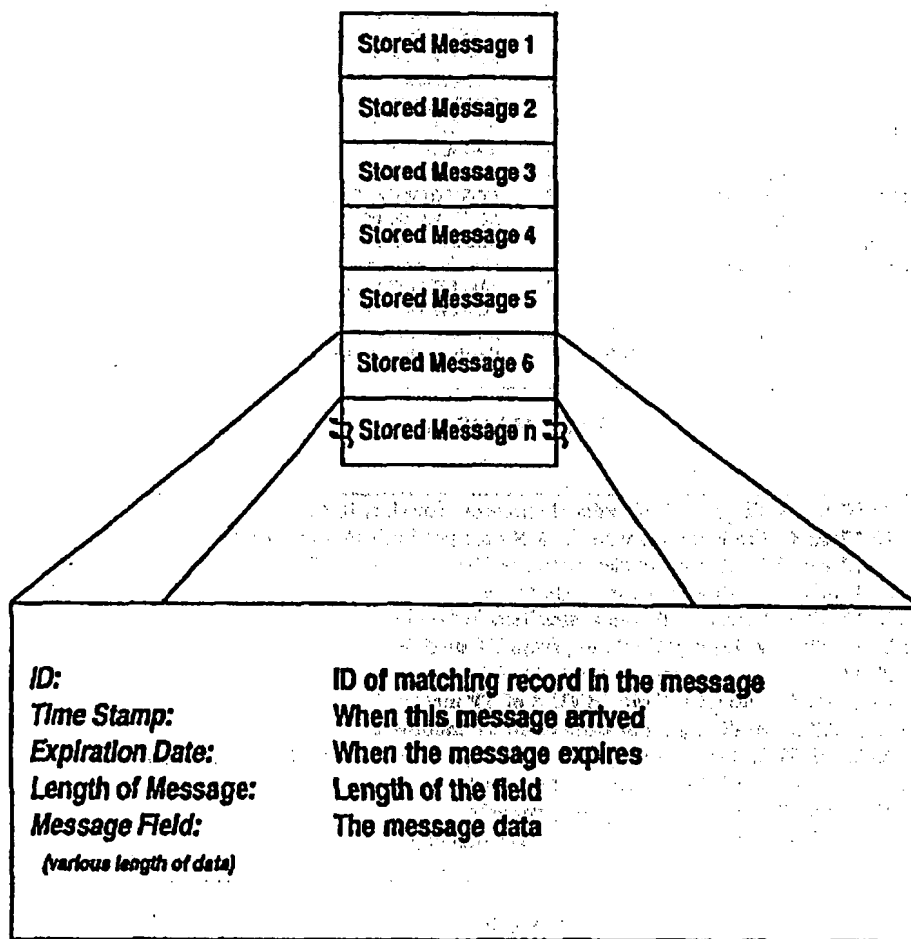 Stored Message 1
Stored Message 2
Stored Message 3
Stored Message 4
Stored Message 5
Stored Message 6
Stored Message n
ID: ID of matching record in the message
Time Stamp: When this message arrived
Expiration Date: When the message expires
Length of Message: Length of the field
Message Field: The message data
(various length of data)